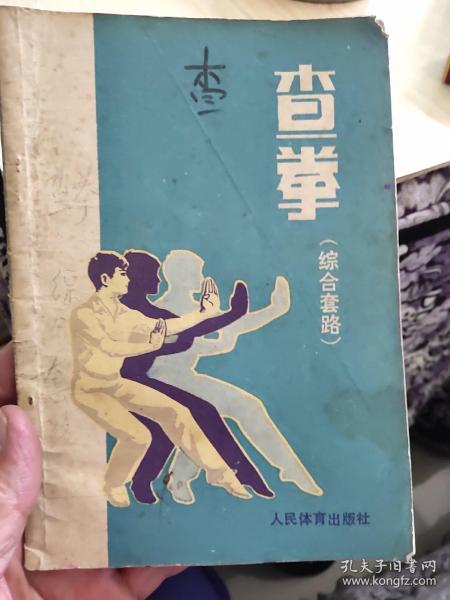 查
查拳
（综合套路）
人民体育出版社
孔夫子旧书网
www.kongfz.com